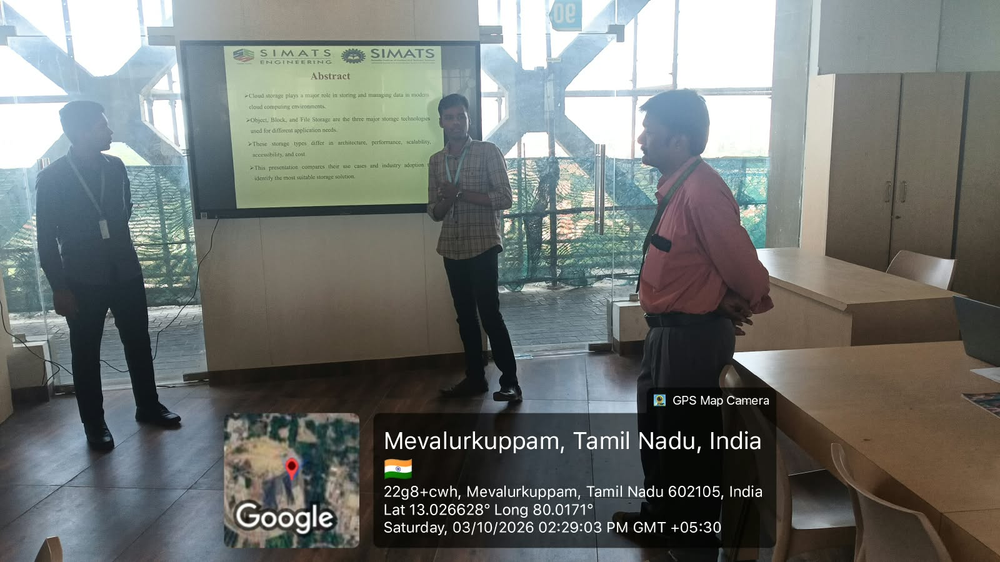 SIMATS
ENGINEERING
SIMATS
Abstract
➢Cloud storage plays a major role in storing and managing data in modern
cloud computing environments.
➢Object, Block, and File Storage are the three major storage technologies
used for different application needs.
➢These storage types differ in architecture, performance, scalability,
accessibility, and cost.
➢This presentation compares their use cases and industry adoption
identify the most suitable storage solution.
GPS Map Camera
Google
Mevalurkuppam, Tamil Nadu, India
22g8+cwh, Mevalurkuppam, Tamil Nadu 602105, India
Lat 13.026628° Long 80.0171°
Saturday, 03/10/2026 02:29:03 PM GMT +05:30